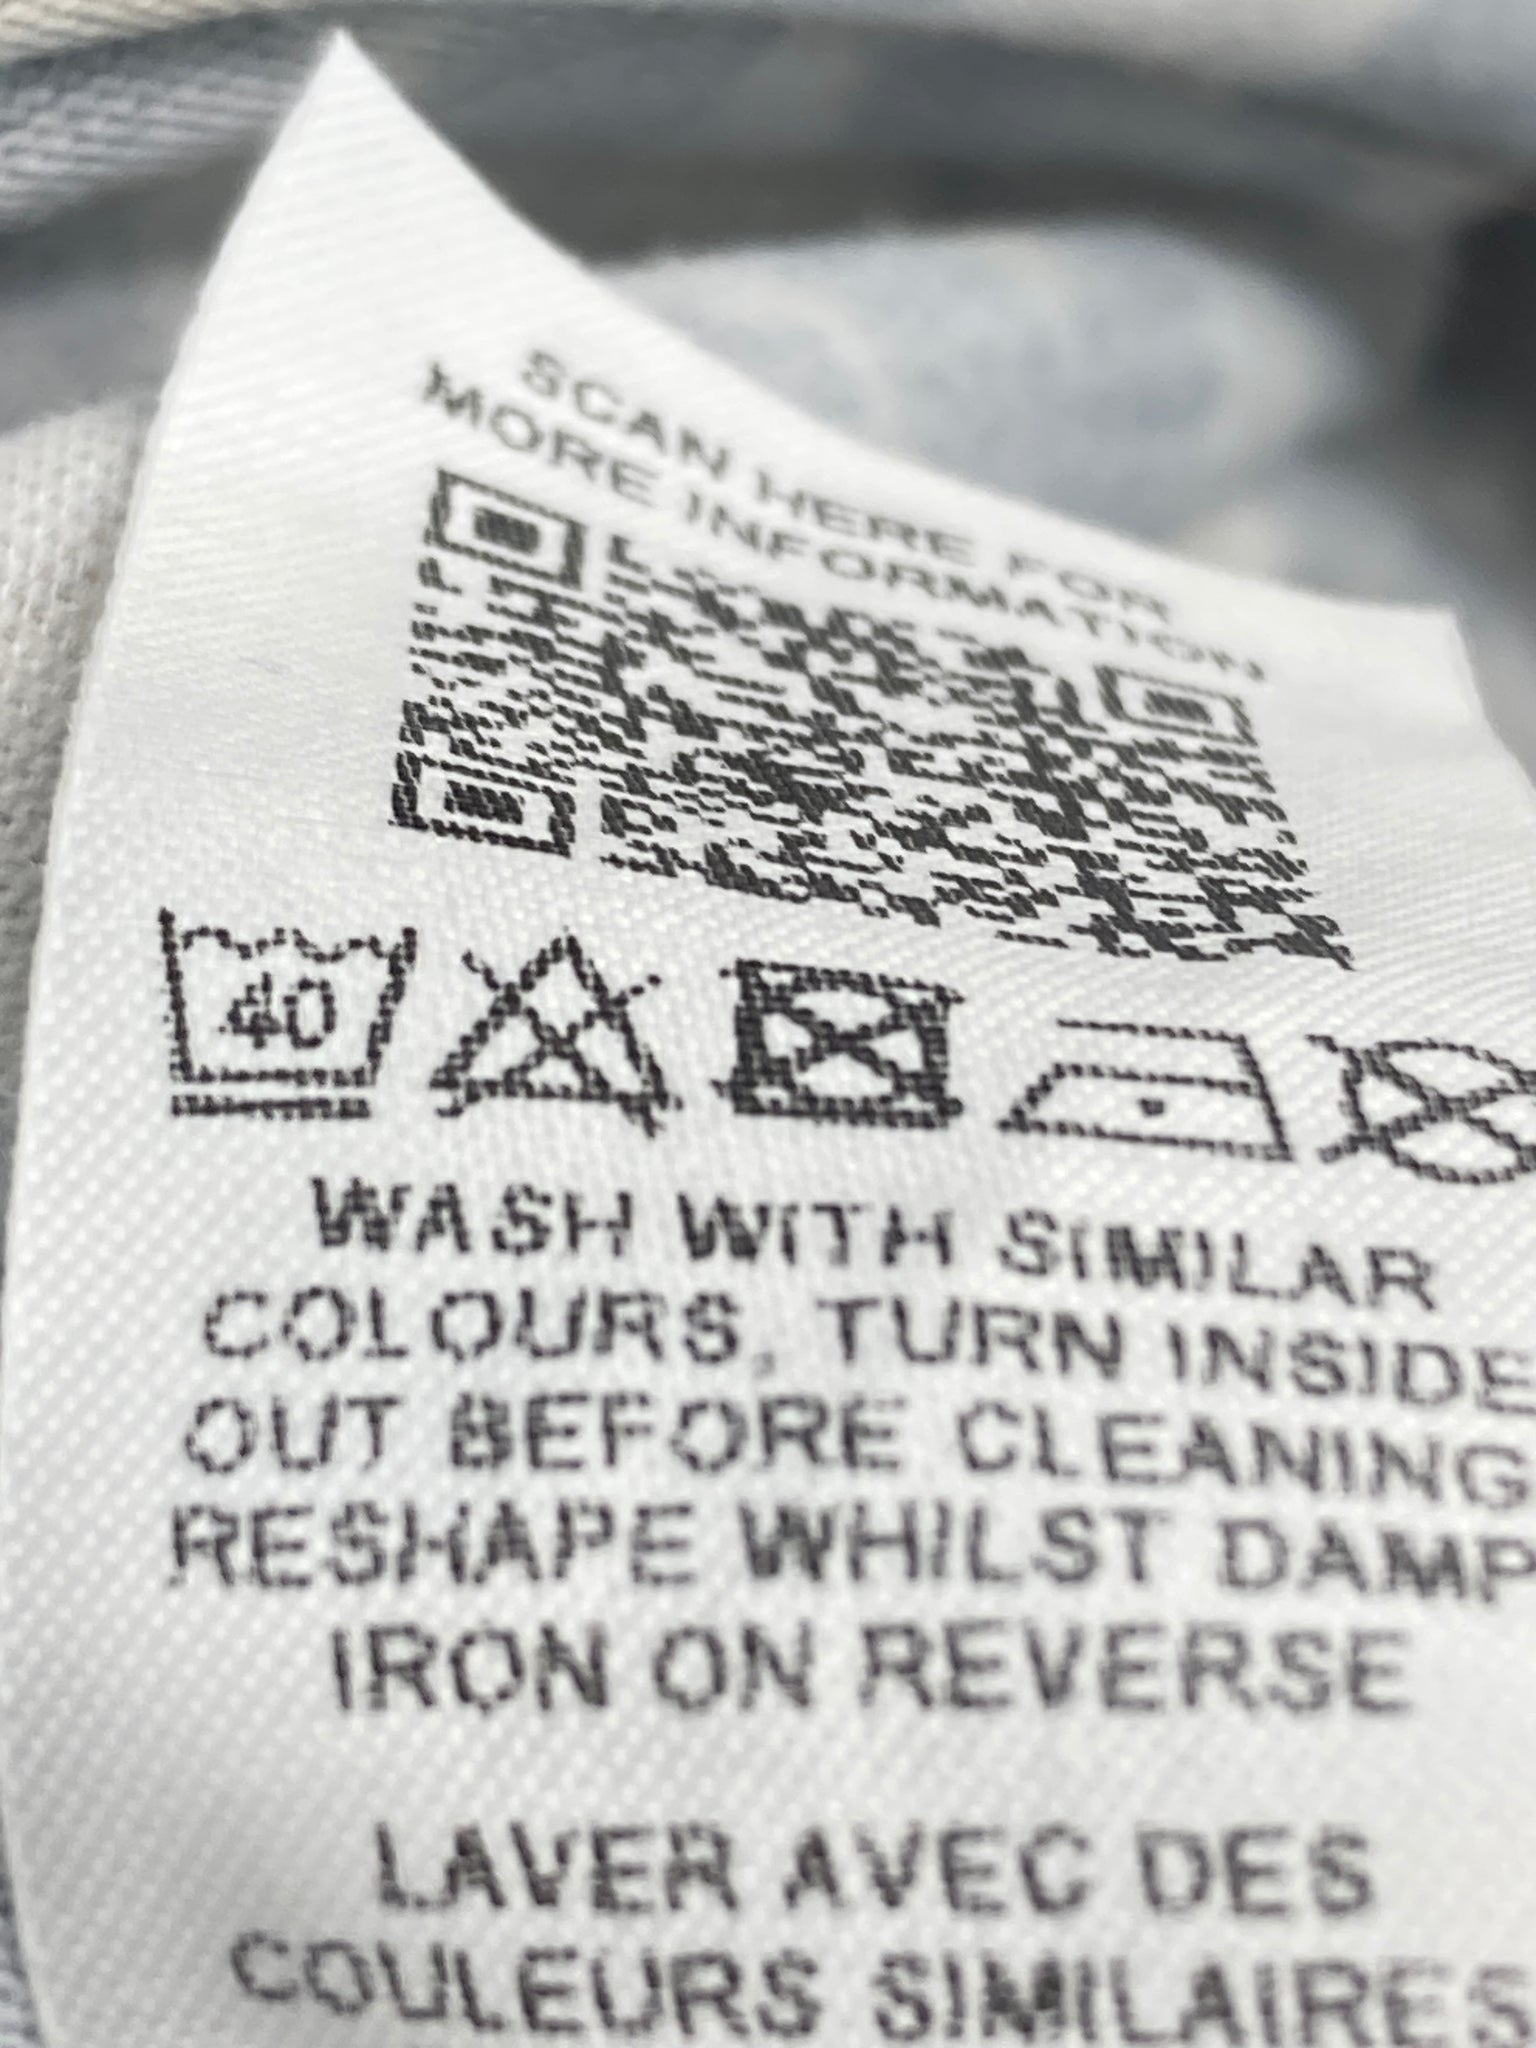 SCAN HERE FOR
MORE INFORMATION
40
WASH WITH SIMILAR
COLOURS, TURN INSIDE
OUT BEFORE CLEANING
RESHAPE WHILST DAMP
IRON ON REVERSE
LAVER AVEC DES
COULEURS SIMILAIRES